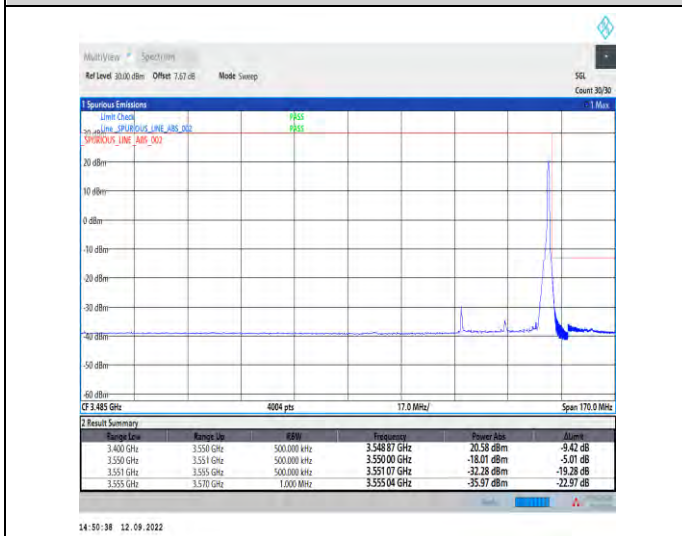 MultiView Spectrum
Ref Level 30.00 dBm Offset 7.67 dB Mode Sweep SGL
Count 30/30
1 Spurious Emissions 1 Max
Limit Check PASS
Line _SPURIOUS_LINE_ABS_002 PASS
_SPURIOUS_LINE_ABS_002
20 dBm
10 dBm
0 dBm
-10 dBm
-20 dBm
-30 dBm
-40 dBm
-50 dBm
-60 dBm
CF 3.485 GHz 4004 pts 17.0 MHz/ Span 170.0 MHz
2 Result Summary
Range Low Range Up RBW Frequency Power Abs ΔLimit
3.400 GHz 3.550 GHz 500.000 kHz 3.548 87 GHz 20.58 dBm -9.42 dB
3.550 GHz 3.551 GHz 500.000 kHz 3.550 00 GHz -18.01 dBm -5.01 dB
3.551 GHz 3.555 GHz 500.000 kHz 3.551 07 GHz -32.28 dBm -19.28 dB
3.555 GHz 3.570 GHz 1.000 MHz 3.555 04 GHz -35.97 dBm -22.97 dB
14:50:38 12.09.2022